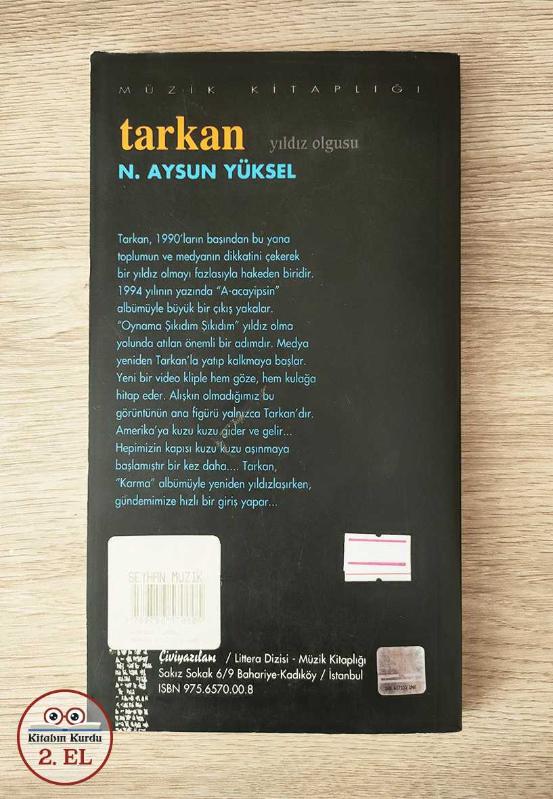 MÜZİK KİTAPLIĞI
tarkan yıldız olgusu
N. AYSUN YÜKSEL
Tarkan, 1990'ların başından bu yana
toplumun ve medyanın dikkatini çekerek
bir yıldız olmayı fazlasıyla hakeden biridir.
1994 yılının yazında "A-acayipsin"
albümüyle büyük bir çıkış yakalar.
"Oynama Şıkıdım Şıkıdım" yıldız olma
yolunda atılan önemli bir adımdır. Medya
yeniden Tarkan'la yatıp kalkmaya başlar.
Yeni bir video kliple hem göze, hem kulağa
hitap eder. Alışkın olmadığımız bu
görüntünün ana figürü yalnızca Tarkan'dır.
Amerika'ya kuzu kuzu gider ve gelir...
Hepimizin kapısı kuzu kuzu aşınmaya
başlamıştır bir kez daha.... Tarkan,
"Karma" albümüyle yeniden yıldızlaşırken,
gündemimize hızlı bir giriş yapar...
SEYHAN MUZIK
Çiviyazıları / Littera Dizisi - Müzik Kitaplığı
Sakız Sokak 6/9 Bahariye-Kadıköy / İstanbul
ISBN 975.6570.00.8
Kitabın Kurdu
2. EL